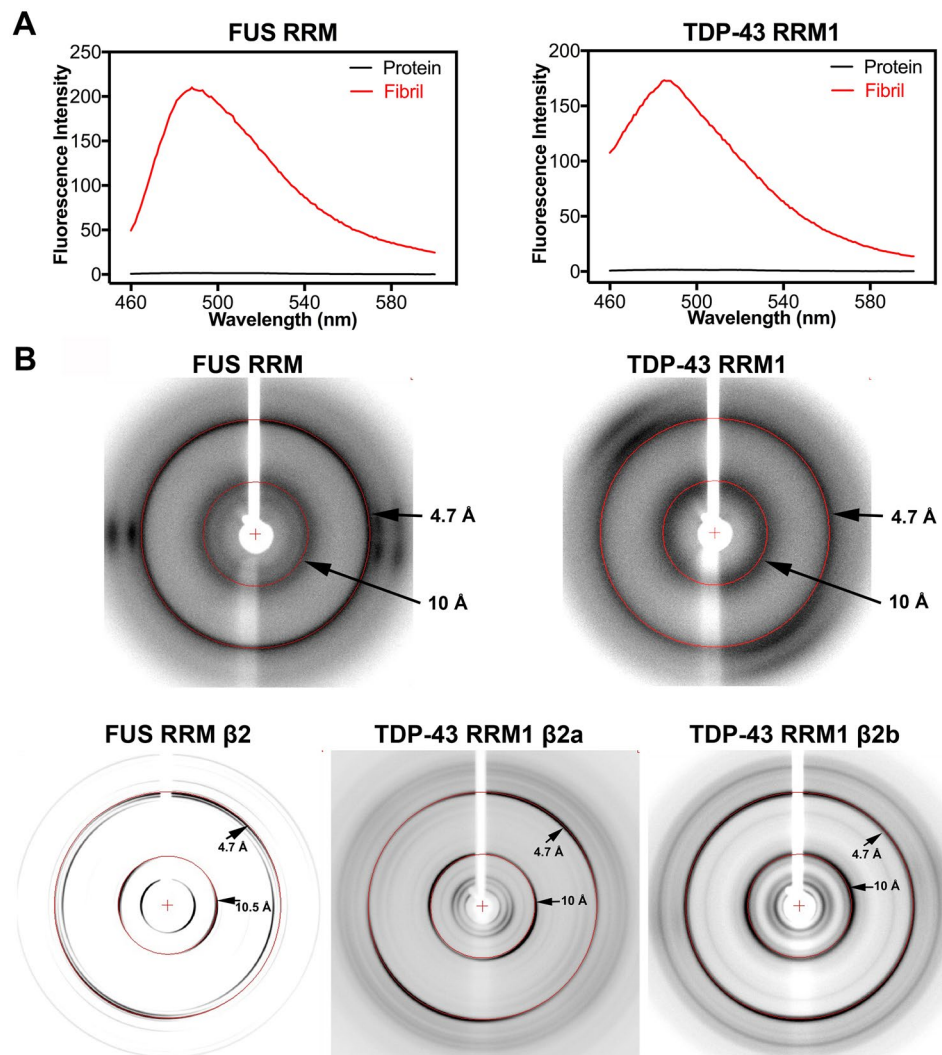 A
FUS RRM
Fluorescence Intensity
250
200
150
100
50
0
Protein
Fibril
460
500
540
580
Wavelength (nm)
TDP-43 RRM1
Fluorescence Intensity
200
150
100
50
0
Protein
Fibril
460
500
540
580
Wavelength (nm)
B
FUS RRM
4.7 Å
10 Å
TDP-43 RRM1
4.7 Å
10 Å
FUS RRM β2
4.7 Å
10.5 Å
TDP-43 RRM1 β2a
4.7 Å
10 Å
TDP-43 RRM1 β2b
4.7 Å
10 Å